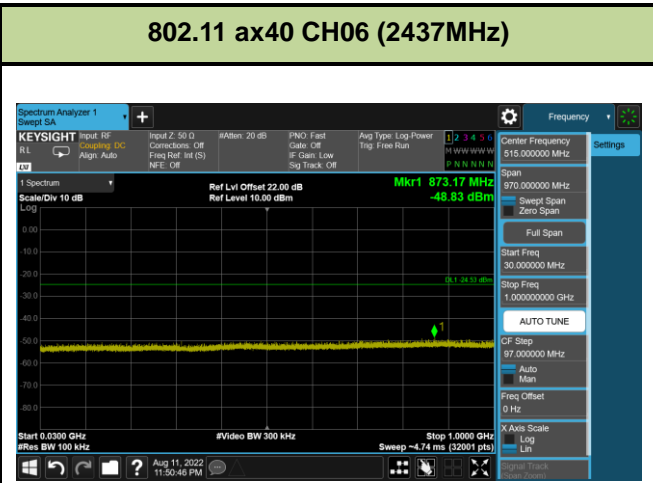 802.11 ax40 CH06 (2437MHz)
Spectrum Analyzer 1
Swept SA
Frequency
KEYSIGHT
RL
LXI
Input: RF
Coupling: DC
Align: Auto
Input Z: 50 Ω
Corrections: Off
Freq Ref: Int (S)
NFE: Off
#Atten: 20 dB
PNO: Fast
Gate: Off
IF Gain: Low
Sig Track: Off
Avg Type: Log-Power
Trig: Free Run
1 2 3 4 5 6
M W W W W W
P N N N N N
1 Spectrum
Scale/Div 10 dB
Log
Ref Lvl Offset 22.00 dB
Ref Level 10.00 dBm
Mkr1 873.17 MHz
-48.83 dBm
0.00
-10.0
-20.0
DL1 -24.53 dBm
-30.0
-40.0
1
-50.0
-60.0
-70.0
-80.0
Start 0.0300 GHz
#Res BW 100 kHz
#Video BW 300 kHz
Stop 1.0000 GHz
Sweep ~4.74 ms (32001 pts)
Aug 11, 2022
11:50:46 PM
Center Frequency
515.000000 MHz
Settings
Span
970.000000 MHz
Swept Span
Zero Span
Full Span
Start Freq
30.000000 MHz
Stop Freq
1.000000000 GHz
AUTO TUNE
CF Step
97.000000 MHz
Auto
Man
Freq Offset
0 Hz
X Axis Scale
Log
Lin
Signal Track
(Span Zoom)